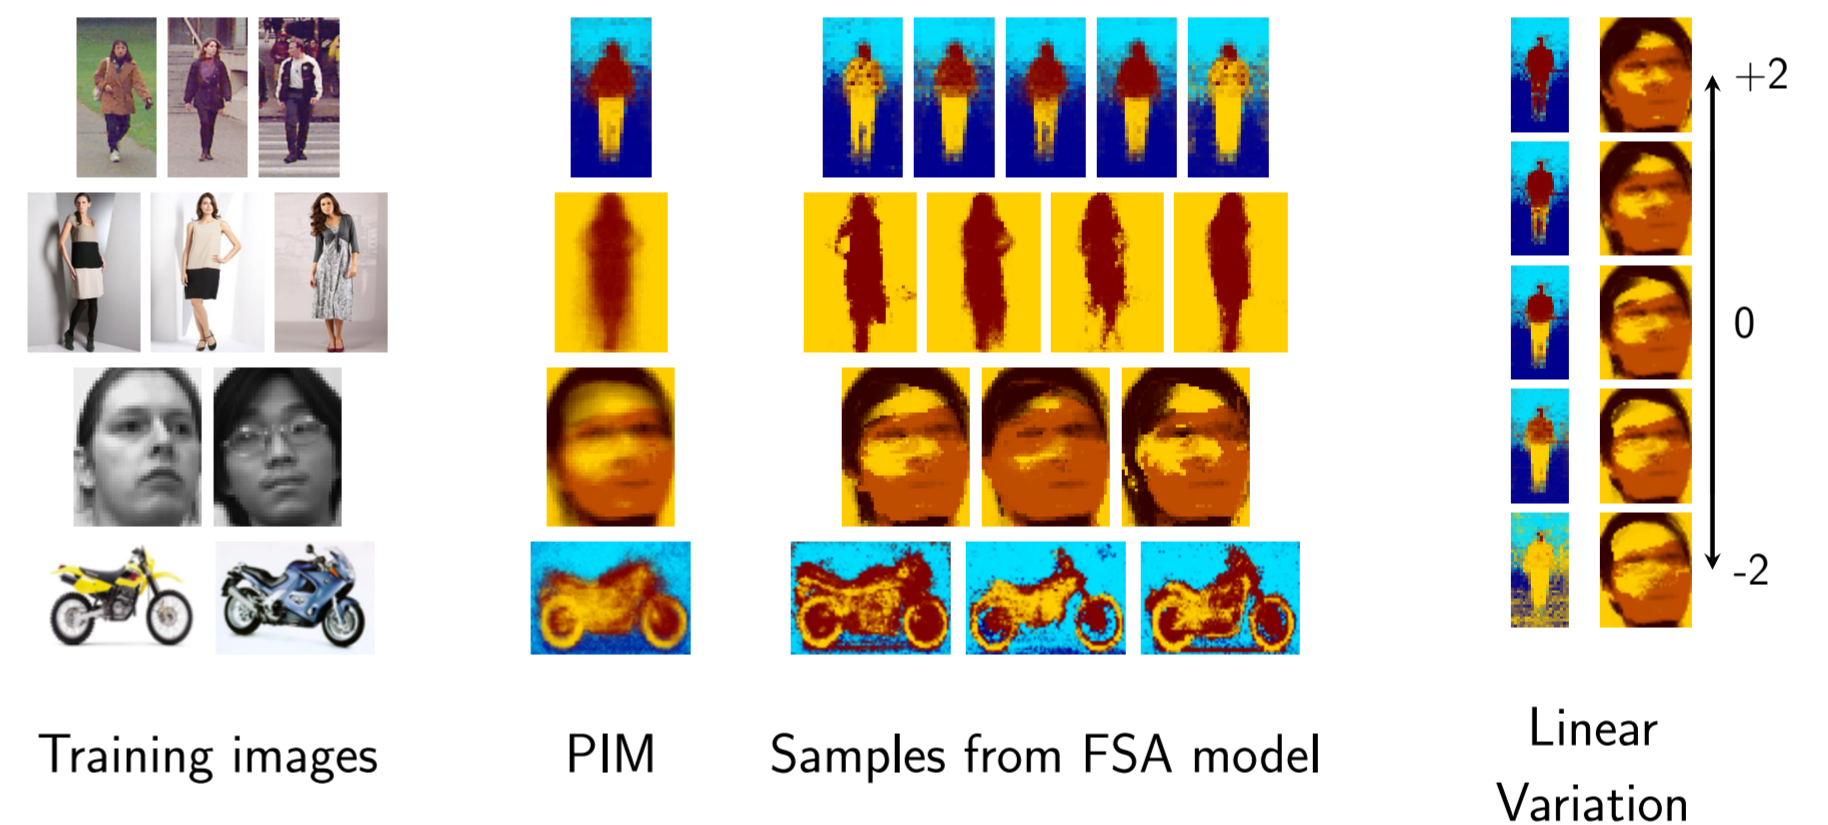 +2
0
-2
Training images
PIM
Samples from FSA model
Linear
Variation